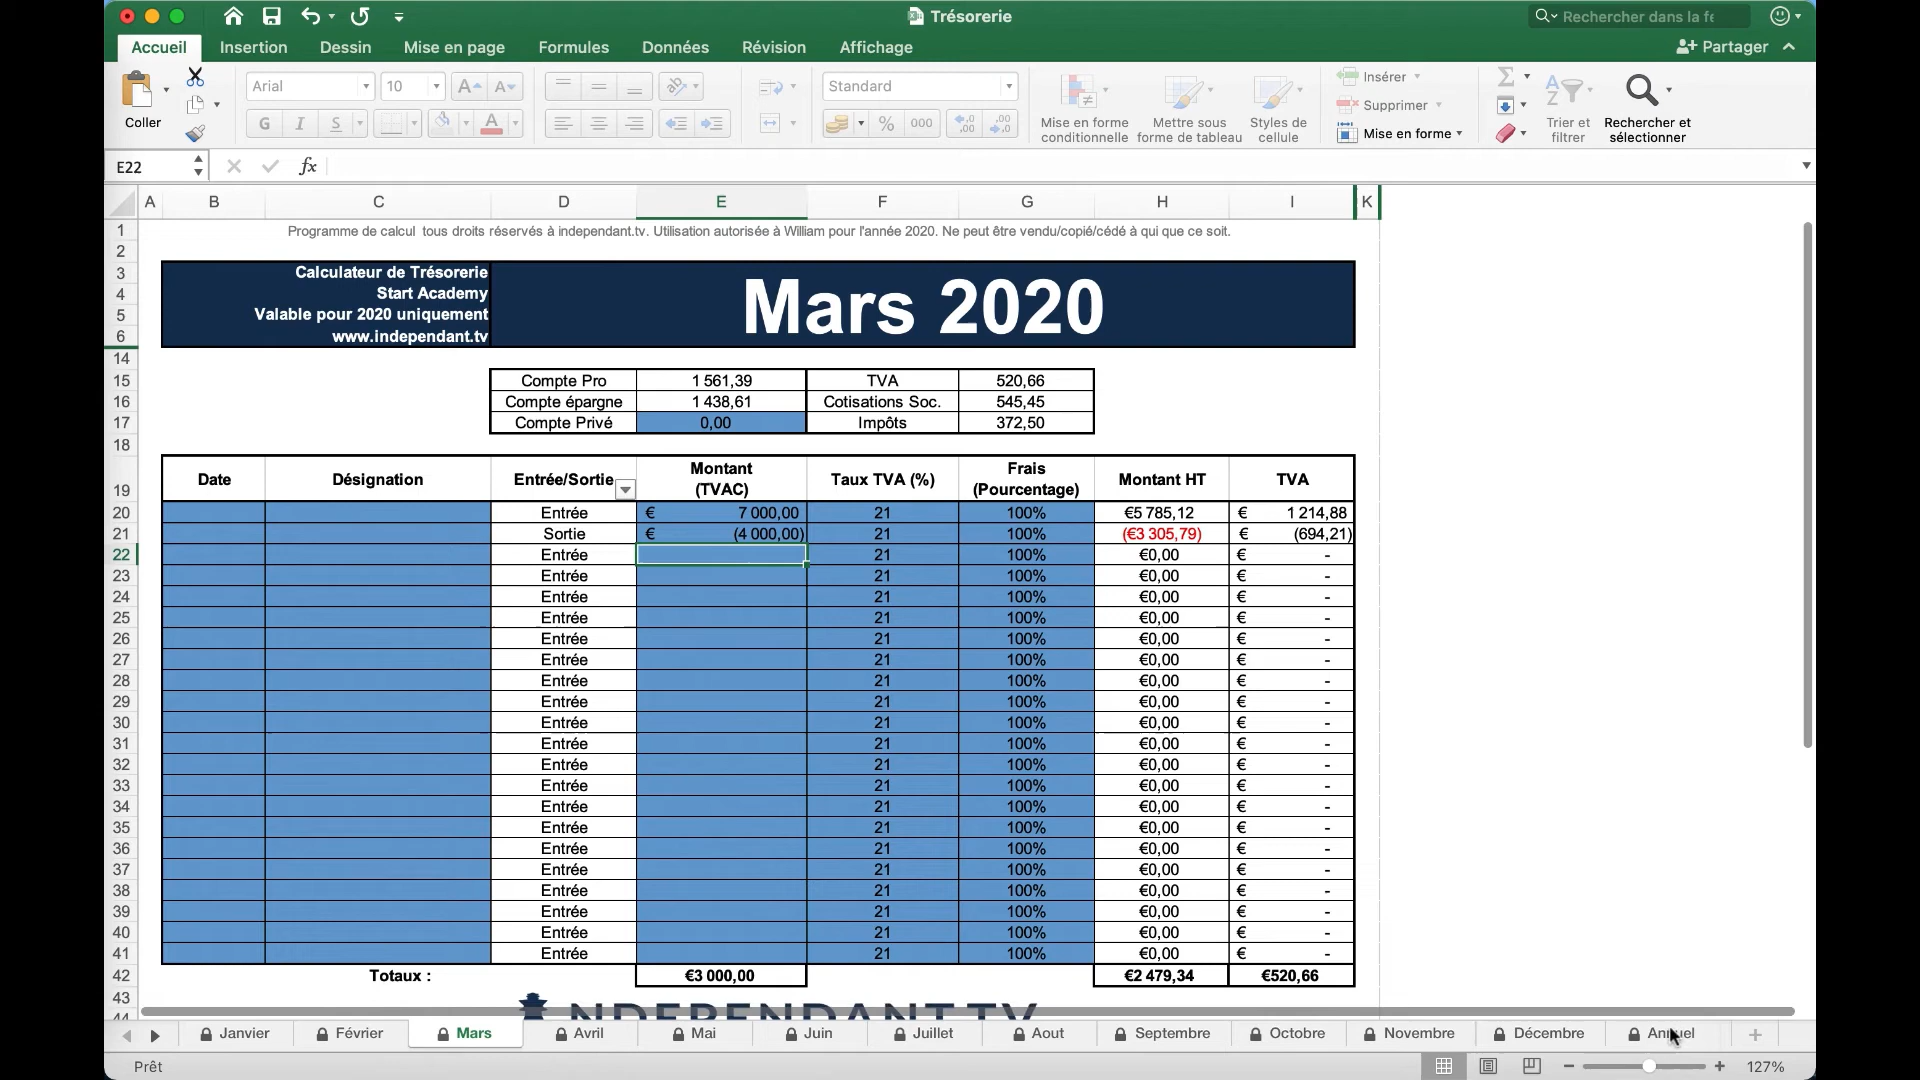 Trésorerie
Rechercher dans la fe
Accueil Insertion Dessin Mise en page Formules Données Révision Affichage Partager
Coller
Arial 10
Standard
G I S
% 000
Mise en forme conditionnelle
Mettre sous forme de tableau
Styles de cellule
Insérer
Supprimer
Mise en forme
Trier et filtrer
Rechercher et sélectionner
E22 fx
A B C D E F G H I K
1 Programme de calcul tous droits réservés à independant.tv. Utilisation autorisée à William pour l'année 2020. Ne peut être vendu/copié/cédé à qui que ce soit.
2
3 Calculateur de Trésorerie
4 Start Academy
5 Valable pour 2020 uniquement
6 www.independant.tv
Mars 2020
14
15 Compte Pro 1 561,39 TVA 520,66
16 Compte épargne 1 438,61 Cotisations Soc. 545,45
17 Compte Privé 0,00 Impôts 372,50
18
19 Date Désignation Entrée/Sortie Montant (TVAC) Taux TVA (%) Frais (Pourcentage) Montant HT TVA
20 Entrée € 7 000,00 21 100% €5 785,12 € 1 214,88
21 Sortie € (4 000,00) 21 100% (€3 305,79) € (694,21)
22 Entrée 21 100% €0,00 € -
23 Entrée 21 100% €0,00 € -
24 Entrée 21 100% €0,00 € -
25 Entrée 21 100% €0,00 € -
26 Entrée 21 100% €0,00 € -
27 Entrée 21 100% €0,00 € -
28 Entrée 21 100% €0,00 € -
29 Entrée 21 100% €0,00 € -
30 Entrée 21 100% €0,00 € -
31 Entrée 21 100% €0,00 € -
32 Entrée 21 100% €0,00 € -
33 Entrée 21 100% €0,00 € -
34 Entrée 21 100% €0,00 € -
35 Entrée 21 100% €0,00 € -
36 Entrée 21 100% €0,00 € -
37 Entrée 21 100% €0,00 € -
38 Entrée 21 100% €0,00 € -
39 Entrée 21 100% €0,00 € -
40 Entrée 21 100% €0,00 € -
41 Entrée 21 100% €0,00 € -
42 Totaux : €3 000,00 €2 479,34 €520,66
43
44
NDEPENDANT.TV
Janvier Février Mars Avril Mai Juin Juillet Aout Septembre Octobre Novembre Décembre Annuel
Prêt 127%